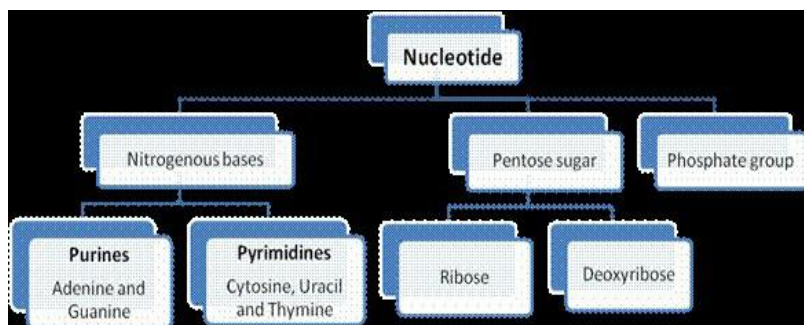 Nucleotide
Nitrogenous bases
Pentose sugar
Phosphate group
Purines
Adenine and
Guanine
Pyrimidines
Cytosine, Uracil
and Thymine
Ribose
Deoxyribose